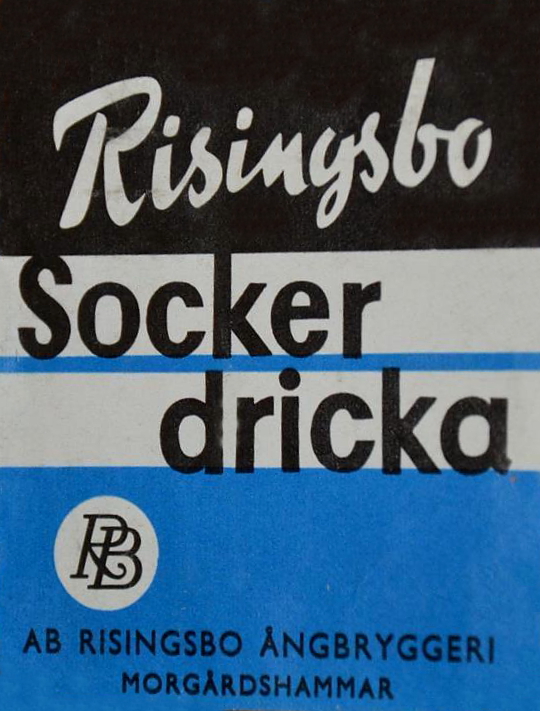 Risingsbo
Socker
dricka
RB
AB RISINGSBO ÅNGBRYGGERI
MORGÅRDSHAMMAR